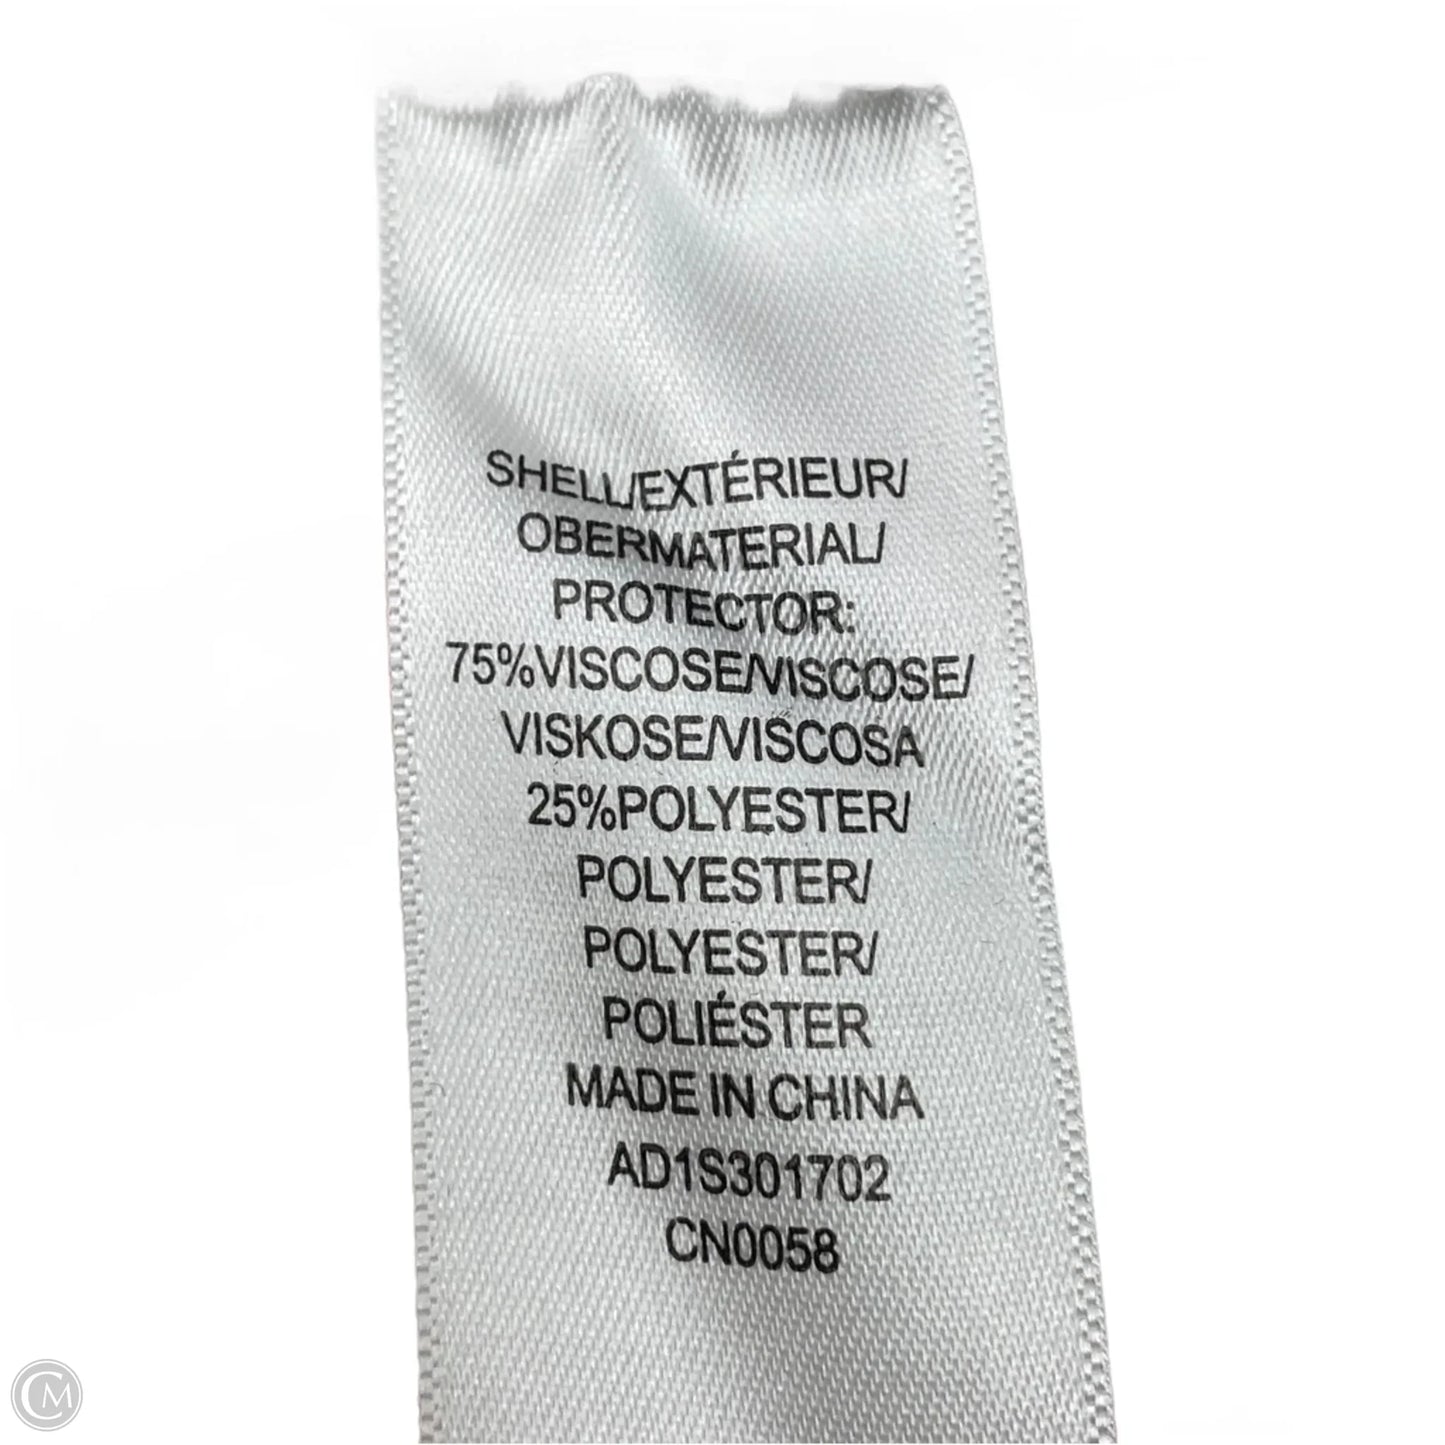 SHELL/EXTÉRIEUR/
OBERMATERIAL/
PROTECTOR:
75%VISCOSE/VISCOSE/
VISKOSE/VISCOSA
25%POLYESTER/
POLYESTER/
POLYESTER/
POLIÉSTER
MADE IN CHINA
AD1S301702
CN0058
CM